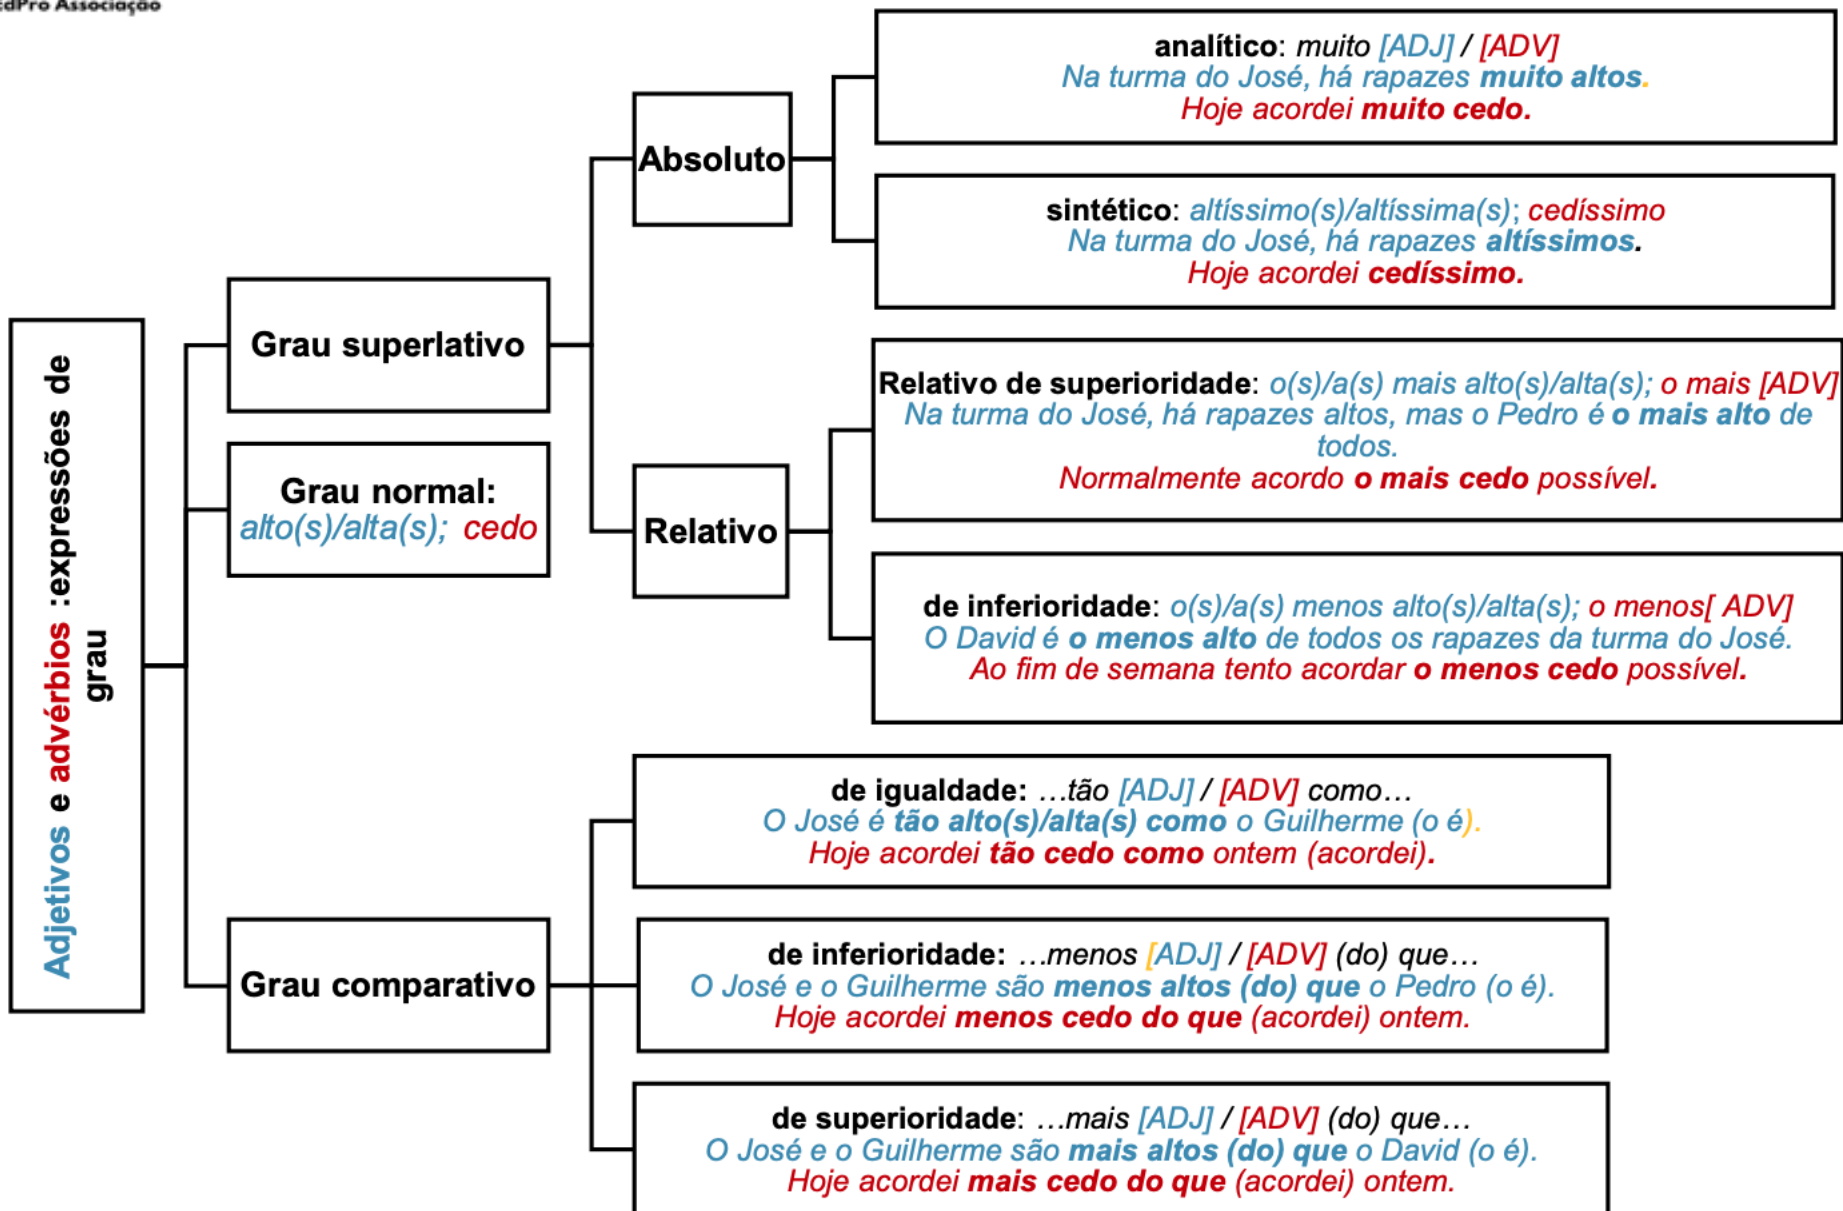 EdPro Associação
analítico: muito [ADJ] / [ADV]
Na turma do José, há rapazes muito altos.
Hoje acordei muito cedo.
Absoluto
sintético: altíssimo(s)/altíssima(s); cedíssimo
Na turma do José, há rapazes altíssimos.
Hoje acordei cedíssimo.
Grau superlativo
Relativo de superioridade: o(s)/a(s) mais alto(s)/alta(s); o mais [ADV]
Na turma do José, há rapazes altos, mas o Pedro é o mais alto de
todos.
Normalmente acordo o mais cedo possível.
Relativo
de inferioridade: o(s)/a(s) menos alto(s)/alta(s); o menos[ ADV]
O David é o menos alto de todos os rapazes da turma do José.
Ao fim de semana tento acordar o menos cedo possível.
Grau normal:
alto(s)/alta(s); cedo
Adjetivos e advérbios :expressões de
grau
de igualdade: …tão [ADJ] / [ADV] como…
O José é tão alto(s)/alta(s) como o Guilherme (o é).
Hoje acordei tão cedo como ontem (acordei).
Grau comparativo
de inferioridade: …menos [ADJ] / [ADV] (do) que…
O José e o Guilherme são menos altos (do) que o Pedro (o é).
Hoje acordei menos cedo do que (acordei) ontem.
de superioridade: …mais [ADJ] / [ADV] (do) que…
O José e o Guilherme são mais altos (do) que o David (o é).
Hoje acordei mais cedo do que (acordei) ontem.